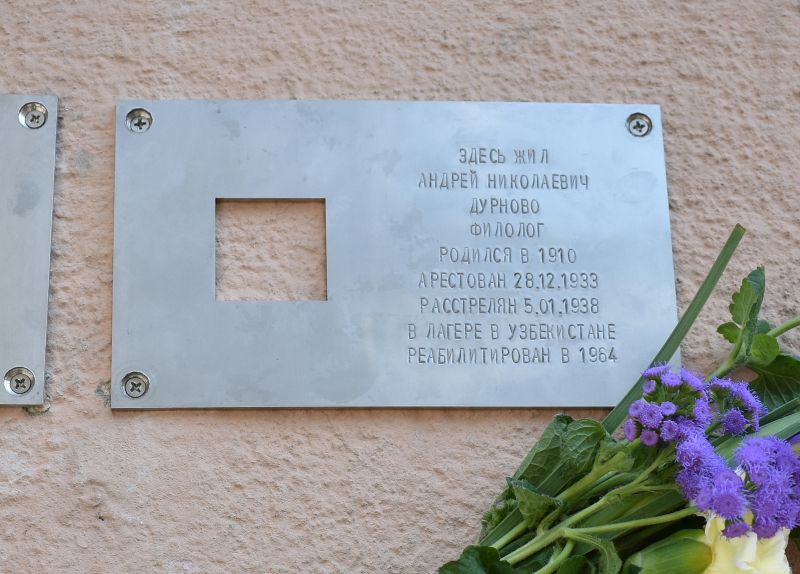 ЗДЕСЬ ЖИЛ
АНДРЕЙ НИКОЛАЕВИЧ
ДУРНОВО
ФИЛОЛОГ
РОДИЛСЯ В 1910
АРЕСТОВАН 28.12.1933
РАССТРЕЛЯН 5.01.1938
В ЛАГЕРЕ В УЗБЕКИСТАНЕ
РЕАБИЛИТИРОВАН В 1964